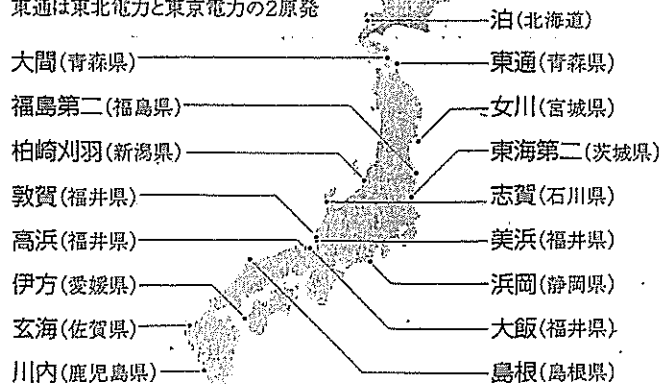 東通は東北電力と東京電力の2原発
泊(北海道)
大間(青森県)
東通(青森県)
福島第二(福島県)
女川(宮城県)
柏崎刈羽(新潟県)
東海第二(茨城県)
敦賀(福井県)
志賀(石川県)
高浜(福井県)
美浜(福井県)
伊方(愛媛県)
浜岡(静岡県)
玄海(佐賀県)
大飯(福井県)
川内(鹿児島県)
島根(島根県)